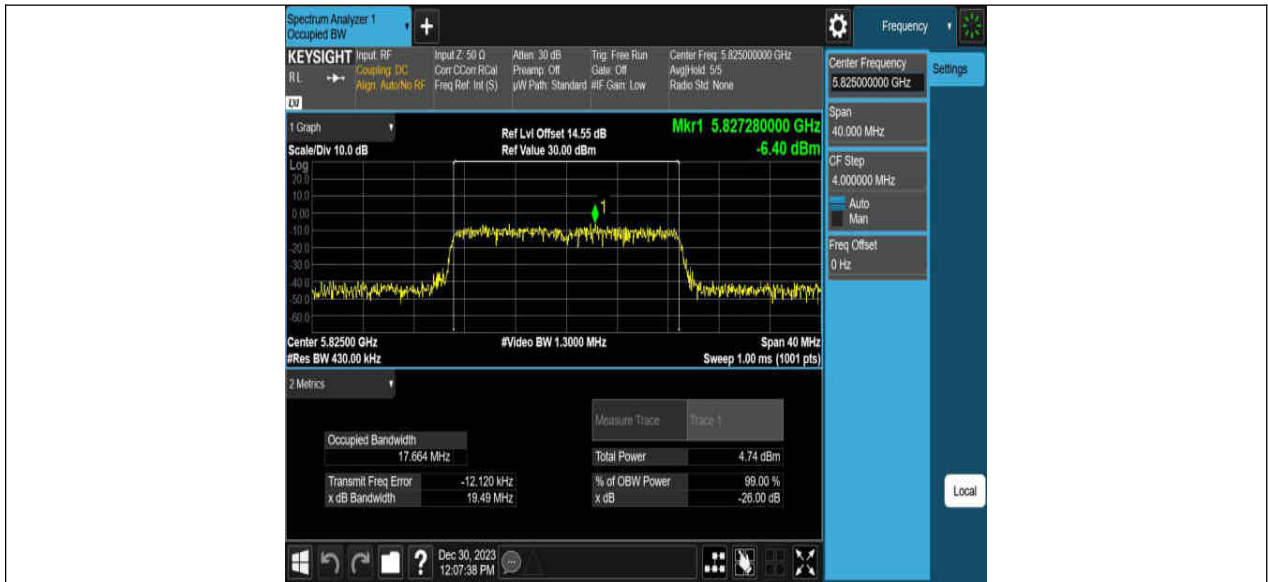 Spectrum Analyzer 1
Occupied BW
+
Frequency
KEYSIGHT
RL
LXI
Input: RF
Coupling: DC
Align: Auto/No RF
Input Z: 50 Ω
Corr CCorr RCal
Freq Ref: Int (S)
Atten: 30 dB
Preamp: Off
µW Path: Standard
Trig: Free Run
Gate: Off
#IF Gain: Low
Center Freq: 5.825000000 GHz
Avg|Hold: 5/5
Radio Std: None
Center Frequency
5.825000000 GHz
Settings
Span
40.000 MHz
CF Step
4.000000 MHz
Auto
Man
Freq Offset
0 Hz
Local
1 Graph
Scale/Div 10.0 dB
Ref Lvl Offset 14.55 dB
Ref Value 30.00 dBm
Mkr1 5.827280000 GHz
-6.40 dBm
Log
20.0
10.0
0.00
-10.0
-20.0
-30.0
-40.0
-50.0
-60.0
1
Center 5.82500 GHz
#Video BW 1.3000 MHz
Span 40 MHz
#Res BW 430.00 kHz
Sweep 1.00 ms (1001 pts)
2 Metrics
Measure Trace Trace 1
Occupied Bandwidth
17.664 MHz
Total Power 4.74 dBm
Transmit Freq Error -12.120 kHz
% of OBW Power 99.00 %
x dB Bandwidth 19.49 MHz
x dB -26.00 dB
?
Dec 30, 2023
12:07:38 PM